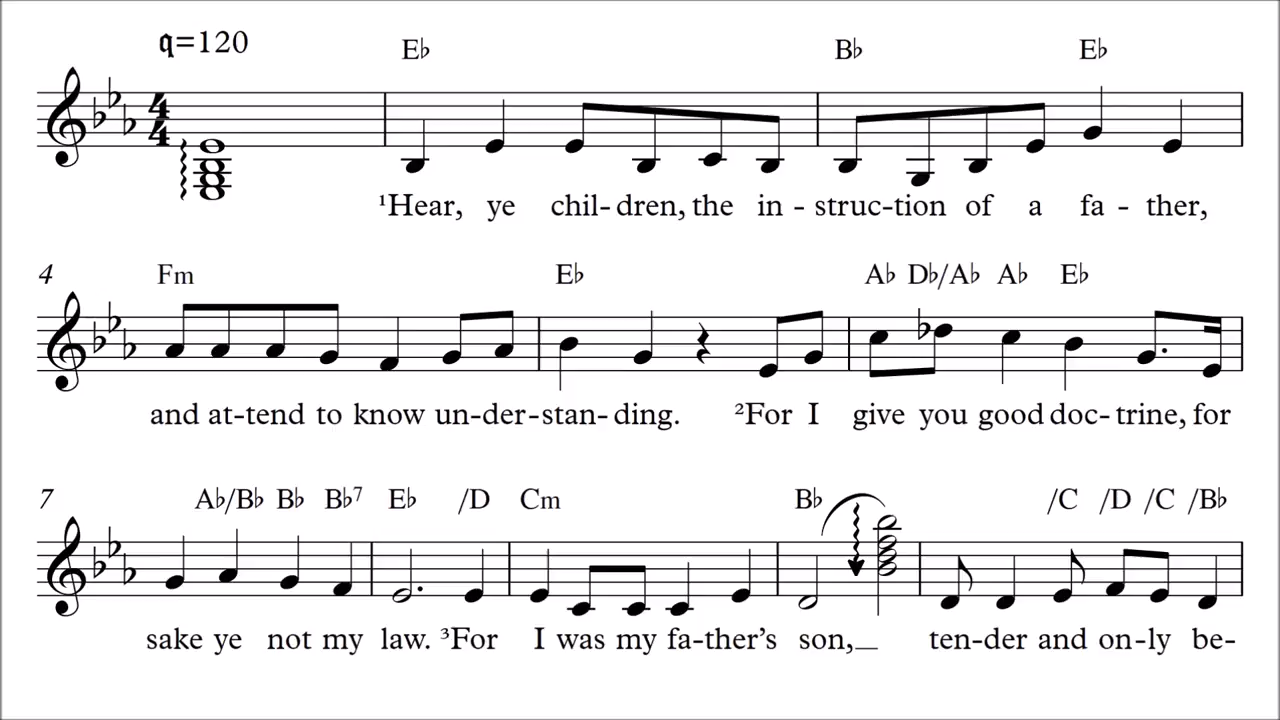 q=120 E♭ B♭ E♭
¹Hear, ye chil-dren, the in-struc-tion of a fa-ther,
4 Fm E♭ A♭ D♭/A♭ A♭ E♭
and at-tend to know un-der-stan-ding. ²For I give you good doc-trine, for
7 A♭/B♭ B♭ B♭⁷ E♭ /D Cm B♭ /C /D /C /B♭
sake ye not my law. ³For I was my fa-ther’s son,_ ten-der and on-ly be-